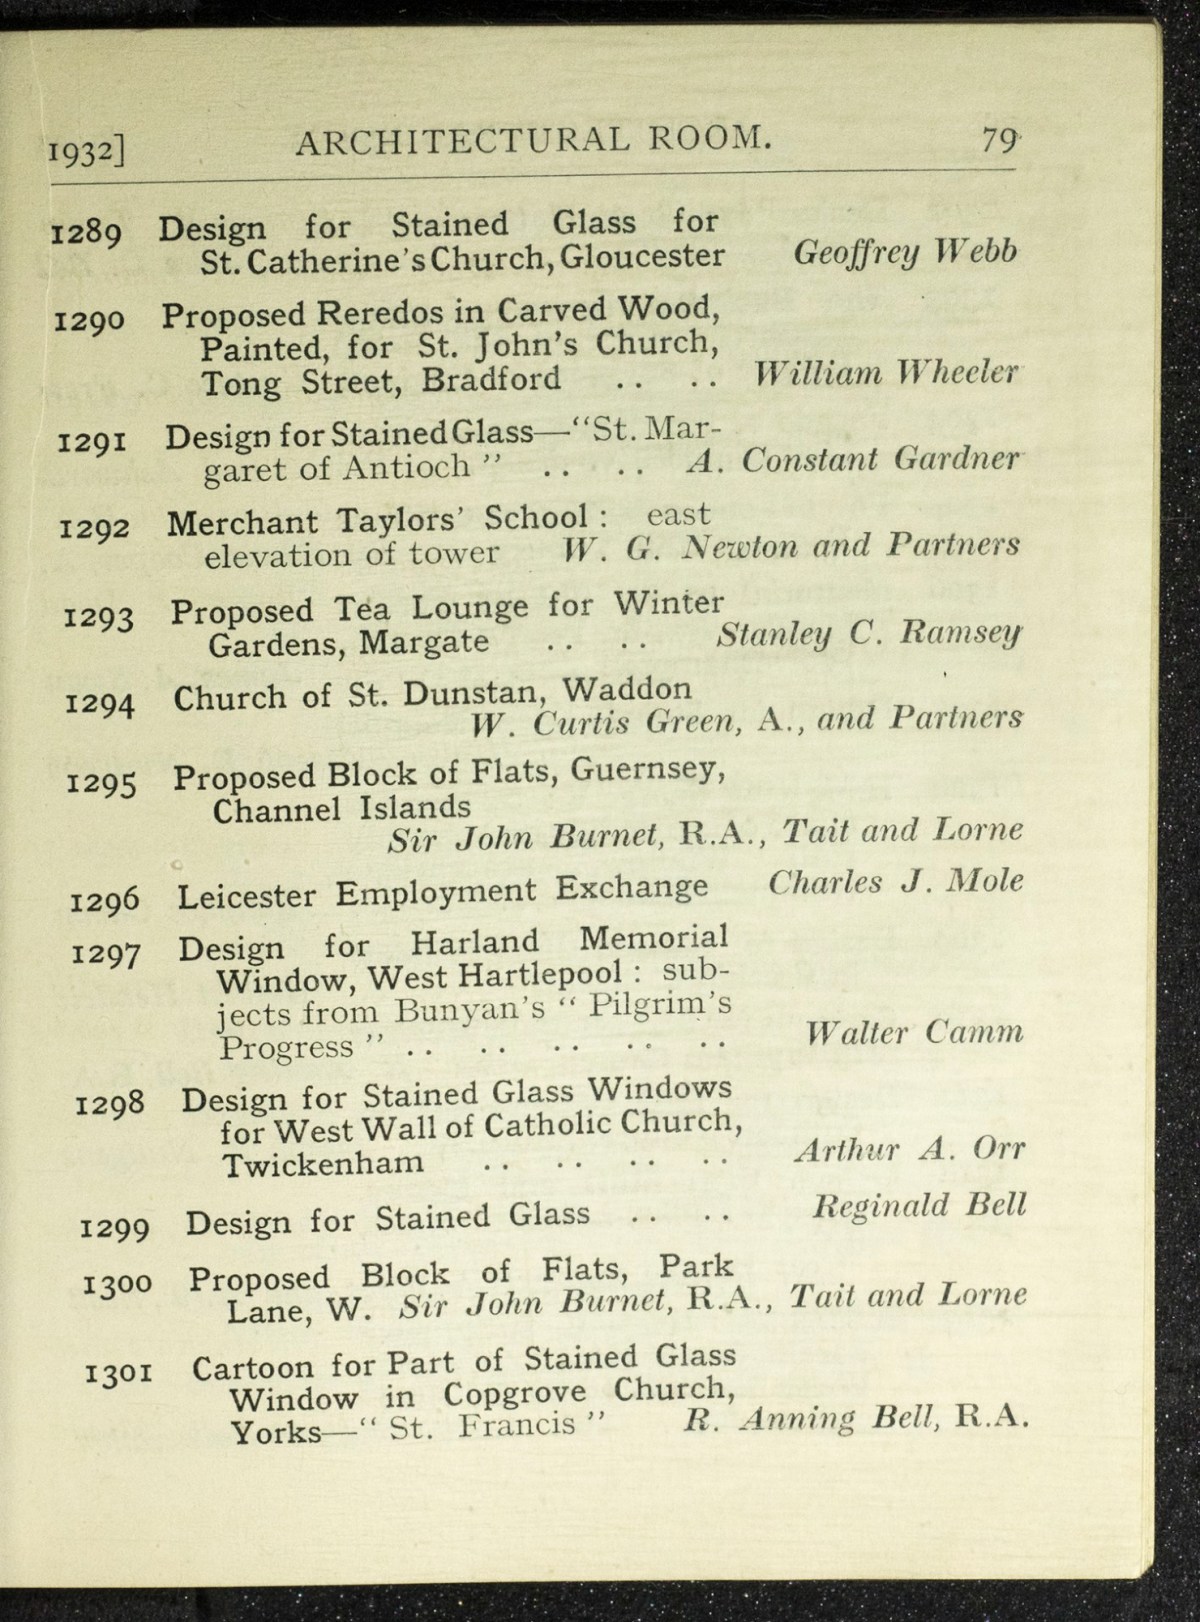 1932] ARCHITECTURAL ROOM. 79
1289 Design for Stained Glass for
St. Catherine's Church, Gloucester Geoffrey Webb
1290 Proposed Reredos in Carved Wood,
Painted, for St. John's Church,
Tong Street, Bradford .. .. William Wheeler
1291 Design for Stained Glass—"St. Mar-
garet of Antioch" .. .. A. Constant Gardner
1292 Merchant Taylors' School: east
elevation of tower W. G. Newton and Partners
1293 Proposed Tea Lounge for Winter
Gardens, Margate .. .. Stanley C. Ramsey
1294 Church of St. Dunstan, Waddon
W. Curtis Green, A., and Partners
1295 Proposed Block of Flats, Guernsey,
Channel Islands
Sir John Burnet, R.A., Tait and Lorne
1296 Leicester Employment Exchange Charles J. Mole
1297 Design for Harland Memorial
Window, West Hartlepool: sub-
jects from Bunyan's "Pilgrim's
Progress" .. .. .. .. .. Walter Camm
1298 Design for Stained Glass Windows
for West Wall of Catholic Church,
Twickenham .. .. .. .. Arthur A. Orr
1299 Design for Stained Glass .. .. Reginald Bell
1300 Proposed Block of Flats, Park
Lane, W. Sir John Burnet, R.A., Tait and Lorne
1301 Cartoon for Part of Stained Glass
Window in Copgrove Church,
Yorks—"St. Francis" R. Anning Bell, R.A.